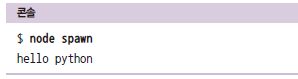 콘솔
$ node spawn
hello python